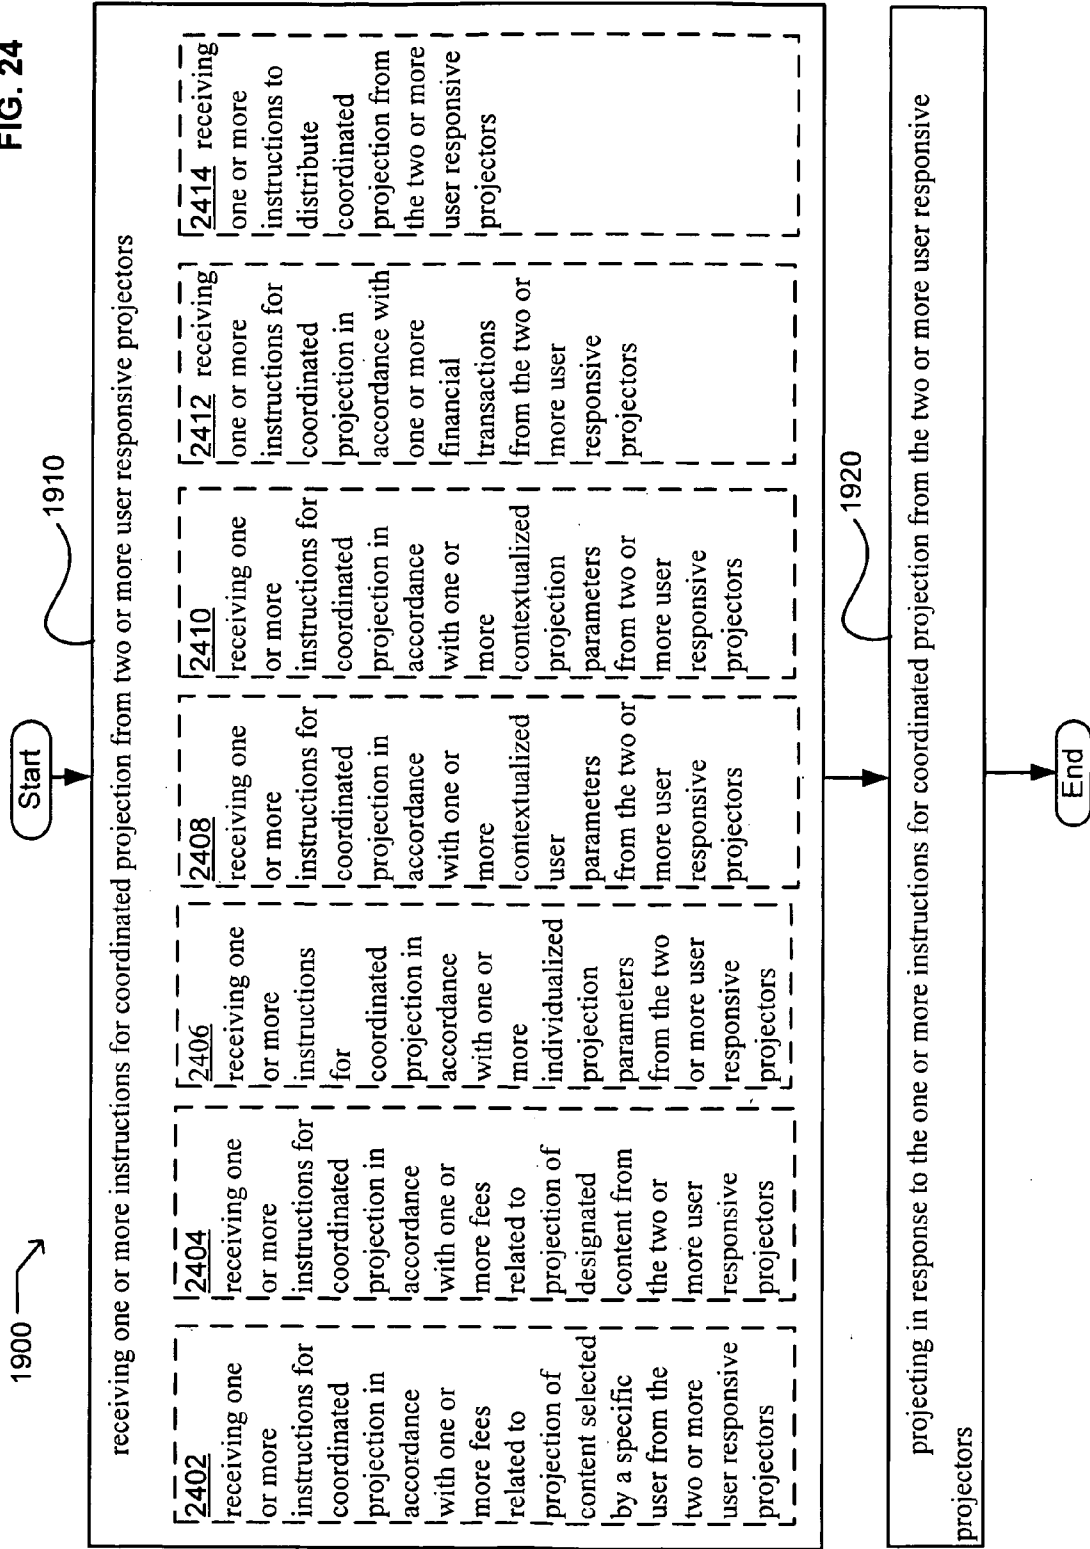 FIG. 24
1900
Start
1910
receiving one or more instructions for coordinated projection from two or more user responsive projectors
2402
receiving one
or more
instructions for
coordinated
projection in
accordance
with one or
more fees
related to
projection of
content selected
by a specific
user from the
two or more
user responsive
projectors
2404
receiving one
or more
instructions for
coordinated
projection in
accordance
with one or
more fees
related to
projection of
designated
content from
the two or
more user
responsive
projectors
2406
receiving one
or more
instructions
for
coordinated
projection in
accordance
with one or
more
individualized
projection
parameters
from the two
or more user
responsive
projectors
2408
receiving one
or more
instructions for
coordinated
projection in
accordance
with one or
more
contextualized
user
parameters
from the two or
more user
responsive
projectors
2410
receiving one
or more
instructions for
coordinated
projection in
accordance
with one or
more
contextualized
projection
parameters
from two or
more user
responsive
projectors
2412 receiving
one or more
instructions for
coordinated
projection in
accordance with
one or more
financial
transactions
from the two or
more user
responsive
projectors
2414 receiving
one or more
instructions to
distribute
coordinated
projection from
the two or more
user responsive
projectors
1920
projecting in response to the one or more instructions for coordinated projection from the two or more user responsive
projectors
End